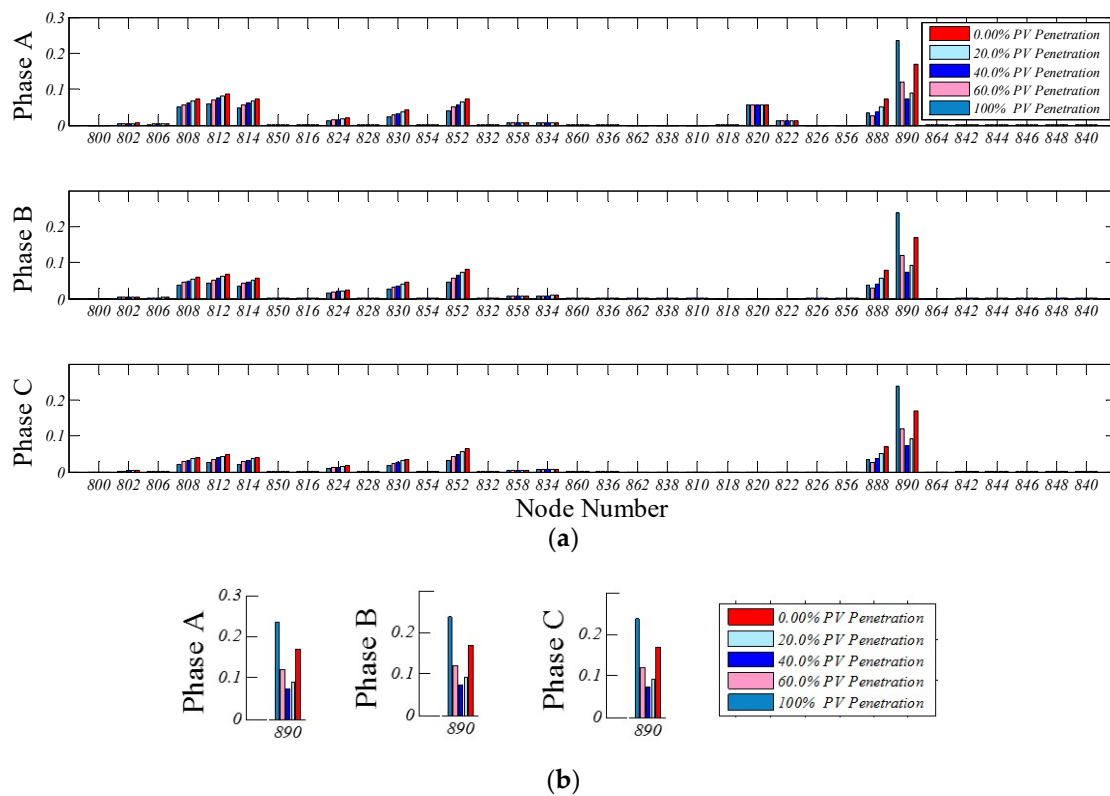 0.3
0.2
0.1
0
Phase A
0.00% PV Penetration
20.0% PV Penetration
40.0% PV Penetration
60.0% PV Penetration
100% PV Penetration
800 802 806 808 812 814 850 816 824 828 830 854 852 832 858 834 860 836 862 838 810 818 820 822 826 856 888 890 864 842 844 846 848 840
0.2
0.1
0
Phase B
800 802 806 808 812 814 850 816 824 828 830 854 852 832 858 834 860 836 862 838 810 818 820 822 826 856 888 890 864 842 844 846 848 840
0.2
0.1
0
Phase C
800 802 806 808 812 814 850 816 824 828 830 854 852 832 858 834 860 836 862 838 810 818 820 822 826 856 888 890 864 842 844 846 848 840
Node Number
(a)
0.3
0.2
0.1
0
Phase A
890
0.2
0.1
0
Phase B
890
0.2
0.1
0
Phase C
890
0.00% PV Penetration
20.0% PV Penetration
40.0% PV Penetration
60.0% PV Penetration
100% PV Penetration
(b)